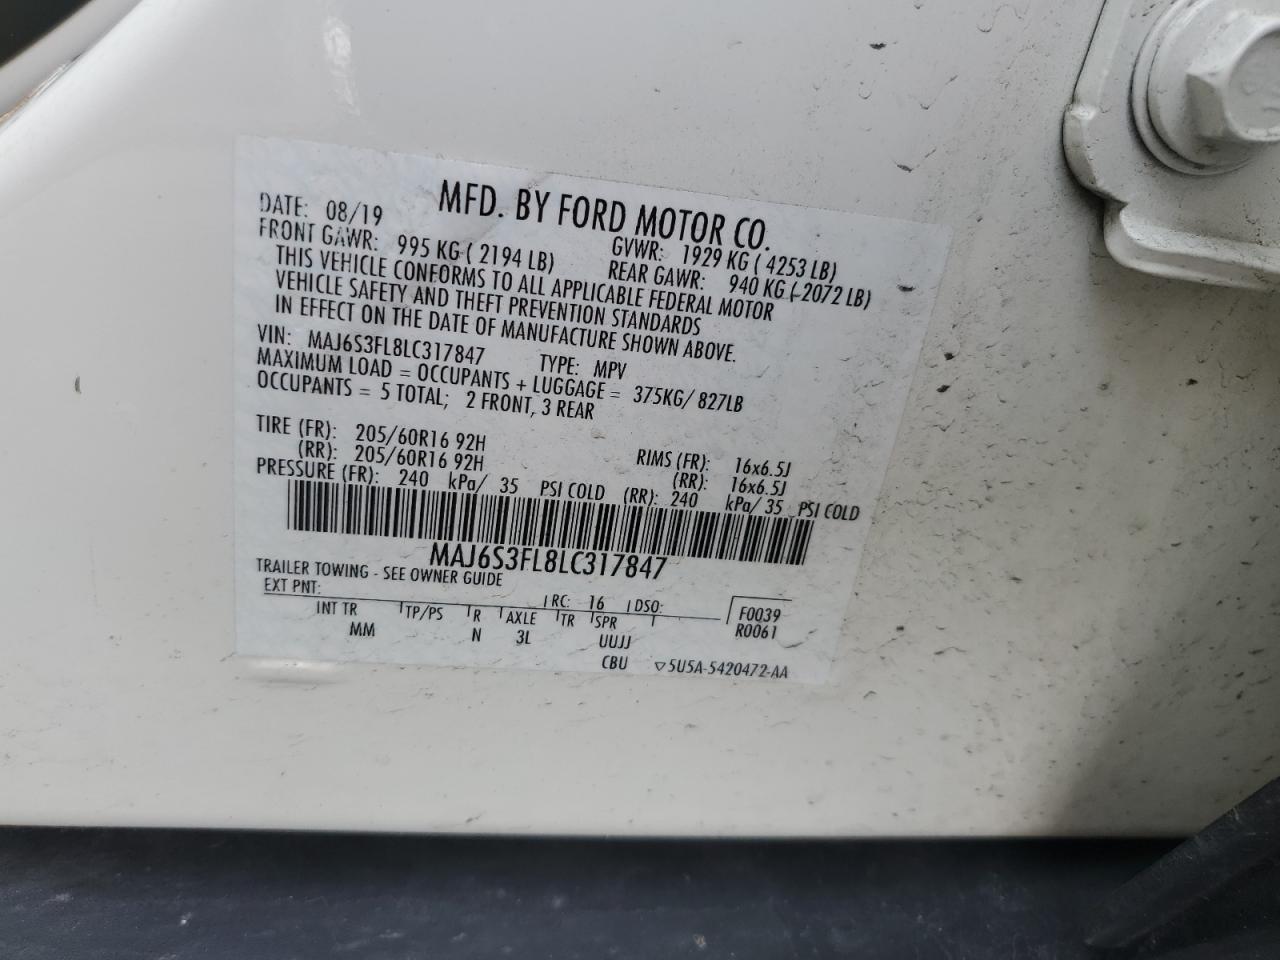 MFD. BY FORD MOTOR CO.
DATE: 08/19 GVWR: 1929 KG ( 4253 LB)
FRONT GAWR: 995 KG ( 2194 LB) REAR GAWR: 940 KG ( 2072 LB)
THIS VEHICLE CONFORMS TO ALL APPLICABLE FEDERAL MOTOR
VEHICLE SAFETY AND THEFT PREVENTION STANDARDS
IN EFFECT ON THE DATE OF MANUFACTURE SHOWN ABOVE.
VIN: MAJ6S3FL8LC317847 TYPE: MPV
MAXIMUM LOAD = OCCUPANTS + LUGGAGE = 375KG/ 827LB
OCCUPANTS = 5 TOTAL; 2 FRONT, 3 REAR
TIRE (FR): 205/60R16 92H RIMS (FR): 16x6.5J
(RR): 205/60R16 92H (RR): 16x6.5J
PRESSURE (FR): 240 kPa/ 35 PSI COLD (RR): 240 kPa/ 35 PSI COLD
MAJ6S3FL8LC317847
TRAILER TOWING - SEE OWNER GUIDE
EXT PNT: RC: 16 DSO: F0039
INT TR TP/PS R AXLE TR SPR R0061
MM N 3L UUJJ
CBU ▽5U5A-5420472-AA